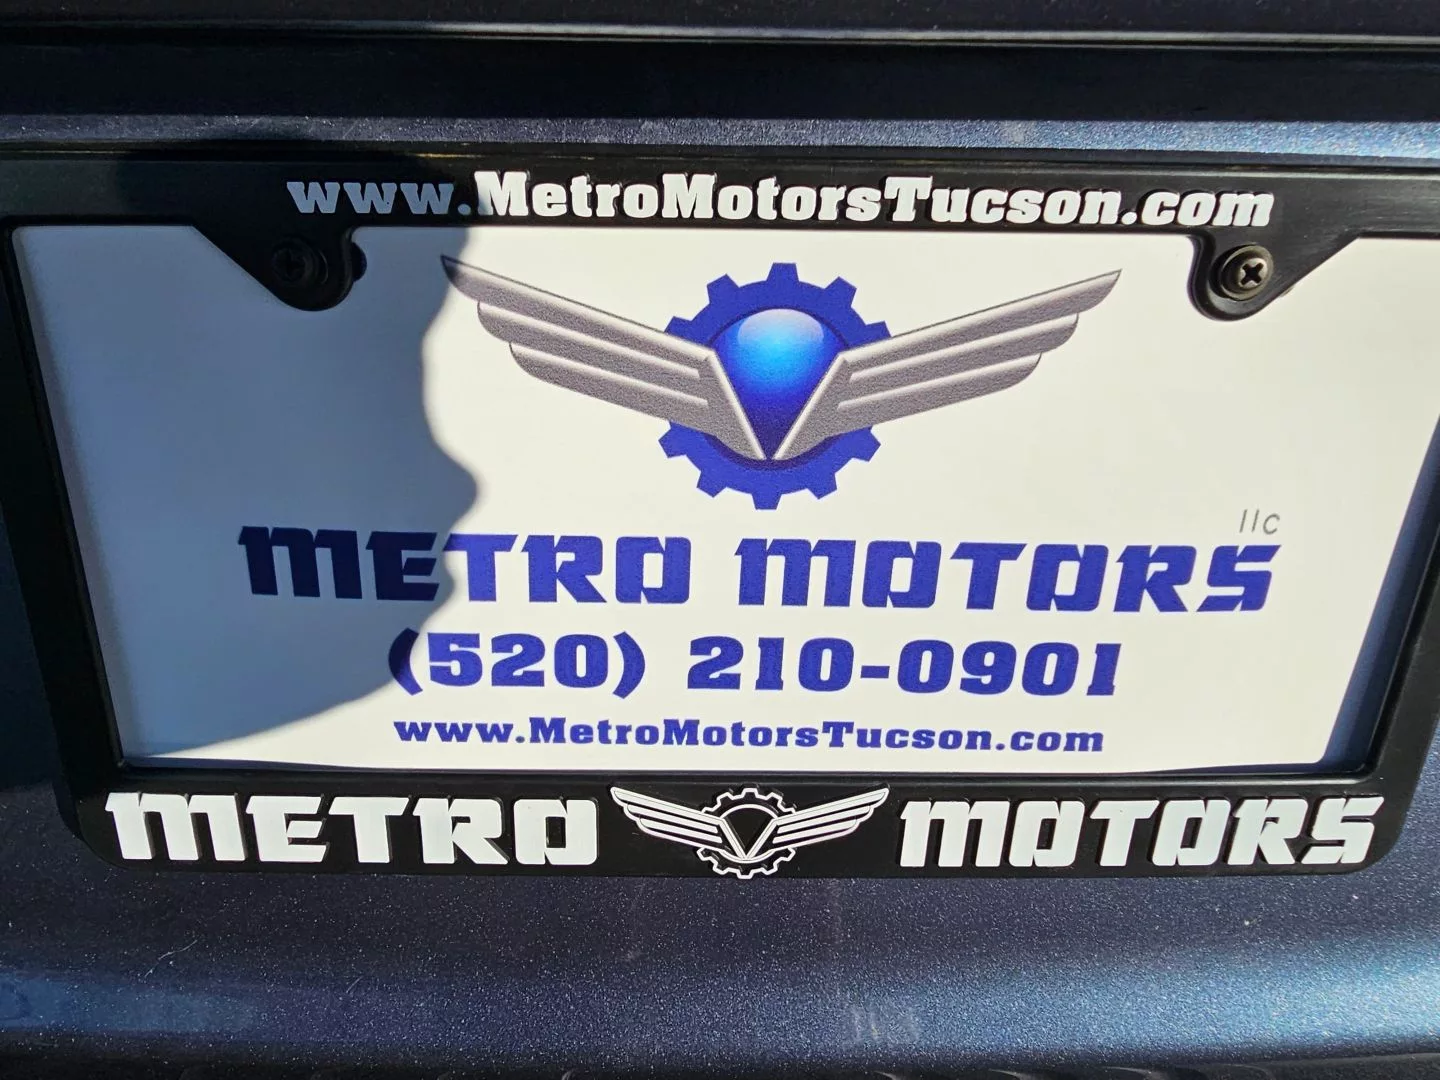 www.MetroMotorsTucson.com
METRO MOTORS llc
(520) 210-0901
www.MetroMotorsTucson.com
METRO MOTORS